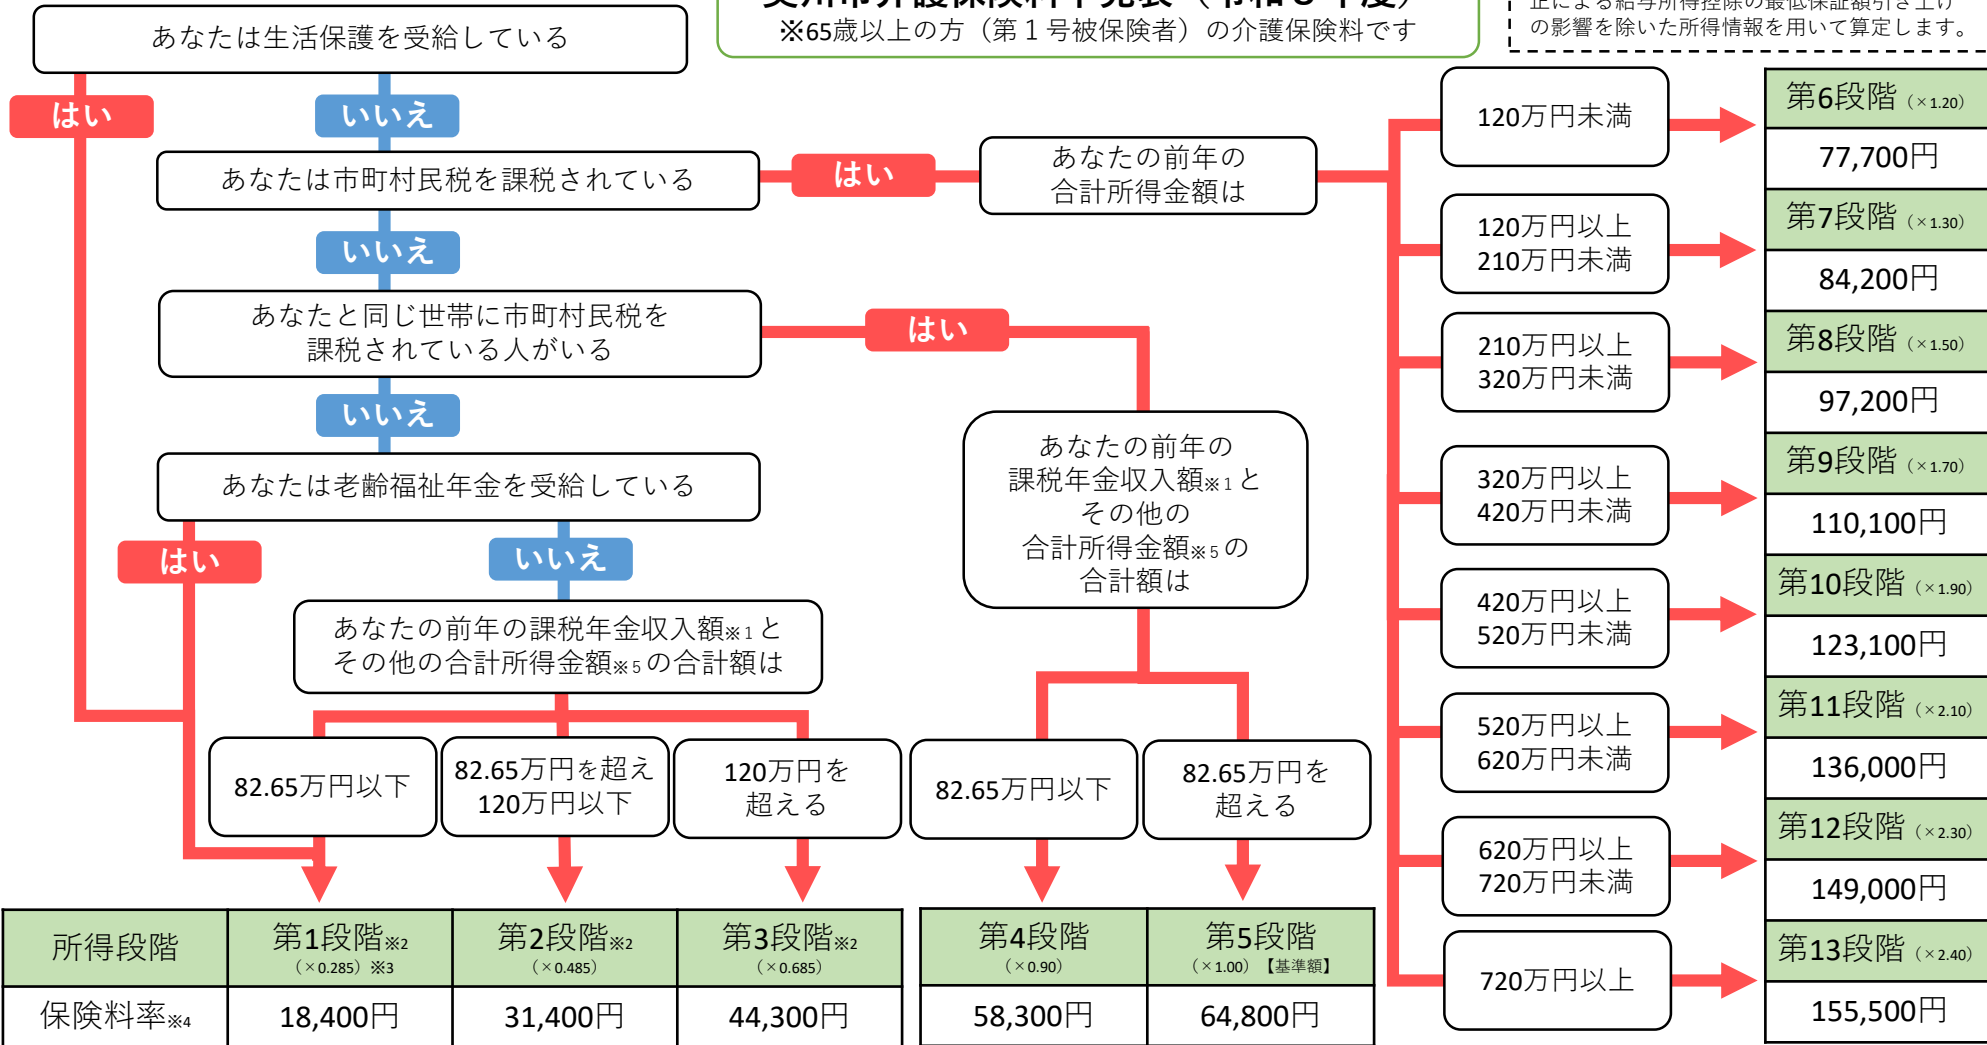 ※65歳以上の方（第１号被保険者）の介護保険料です
の影響を除いた所得情報を用いて算定します。
あなたは生活保護を受給している
はい
いいえ
あなたは市町村民税を課税されている
はい
いいえ
あなたと同じ世帯に市町村民税を
課税されている人がいる
はい
いいえ
あなたは老齢福祉年金を受給している
はい
いいえ
あなたの前年の課税年金収入額※1と
その他の合計所得金額※5の合計額は
82.65万円以下
82.65万円を超え
120万円以下
120万円を
超える
あなたの前年の
課税年金収入額※1と
その他の
合計所得金額※5の
合計額は
82.65万円以下
82.65万円を
超える
あなたの前年の
合計所得金額は
120万円未満
120万円以上
210万円未満
210万円以上
320万円未満
320万円以上
420万円未満
420万円以上
520万円未満
520万円以上
620万円未満
620万円以上
720万円未満
720万円以上
第6段階（×1.20）
77,700円
第7段階（×1.30）
84,200円
第8段階（×1.50）
97,200円
第9段階（×1.70）
110,100円
第10段階（×1.90）
123,100円
第11段階（×2.10）
136,000円
第12段階（×2.30）
149,000円
第13段階（×2.40）
155,500円
所得段階
第1段階※2
（×0.285）※3
第2段階※2
（×0.485）
第3段階※2
（×0.685）
第4段階
（×0.90）
第5段階
（×1.00）【基準額】
保険料率※4
18,400円
31,400円
44,300円
58,300円
64,800円